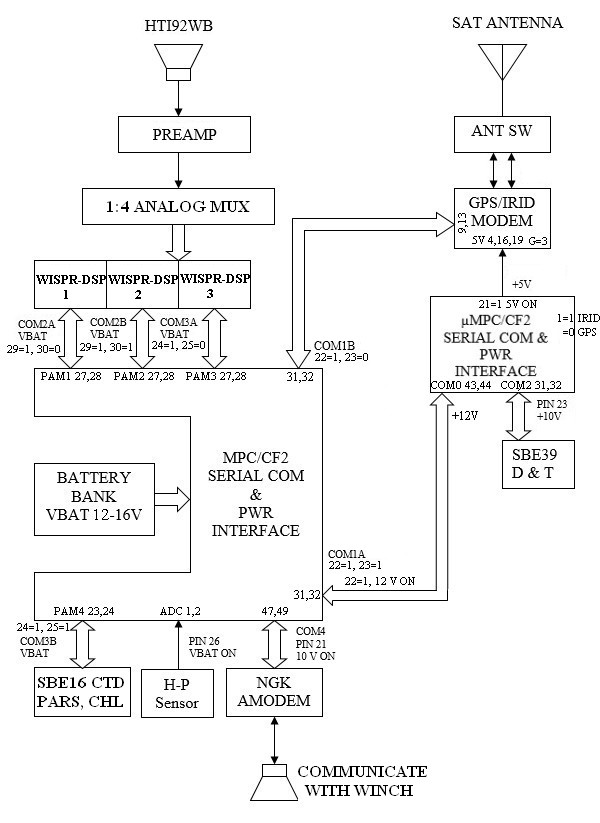 HTI92WB
SAT ANTENNA
PREAMP
ANT SW
1:4 ANALOG MUX
GPS/IRID
MODEM
9,13
5V 4,16,19 G=3
WISPR-DSP
1
WISPR-DSP
2
WISPR-DSP
3
+5V
COM2A
VBAT
29=1, 30=0
COM2B
VBAT
29=1, 30=1
COM3A
VBAT
24=1, 25=0
COM1B
22=1, 23=0
21=1 5V ON
µMPC/CF2
SERIAL COM &
PWR
INTERFACE
COM0 43,44
COM2 31,32
1=1 IRID
=0 GPS
PAM1 27,28
PAM2 27,28
PAM3 27,28
31,32
+12V
PIN 23
+10V
SBE39
D & T
MPC/CF2
SERIAL COM
&
PWR
INTERFACE
BATTERY
BANK
VBAT 12-16V
COM1A
22=1, 23=1
22=1, 12 V ON
31,32
PAM4 23,24
ADC 1,2
47,49
24=1, 25=1
COM3B
VBAT
PIN 26
VBAT ON
COM4
PIN 21
10 V ON
SBE16 CTD
PARS, CHL
H-P
Sensor
NGK
AMODEM
COMMUNICATE
WITH WINCH